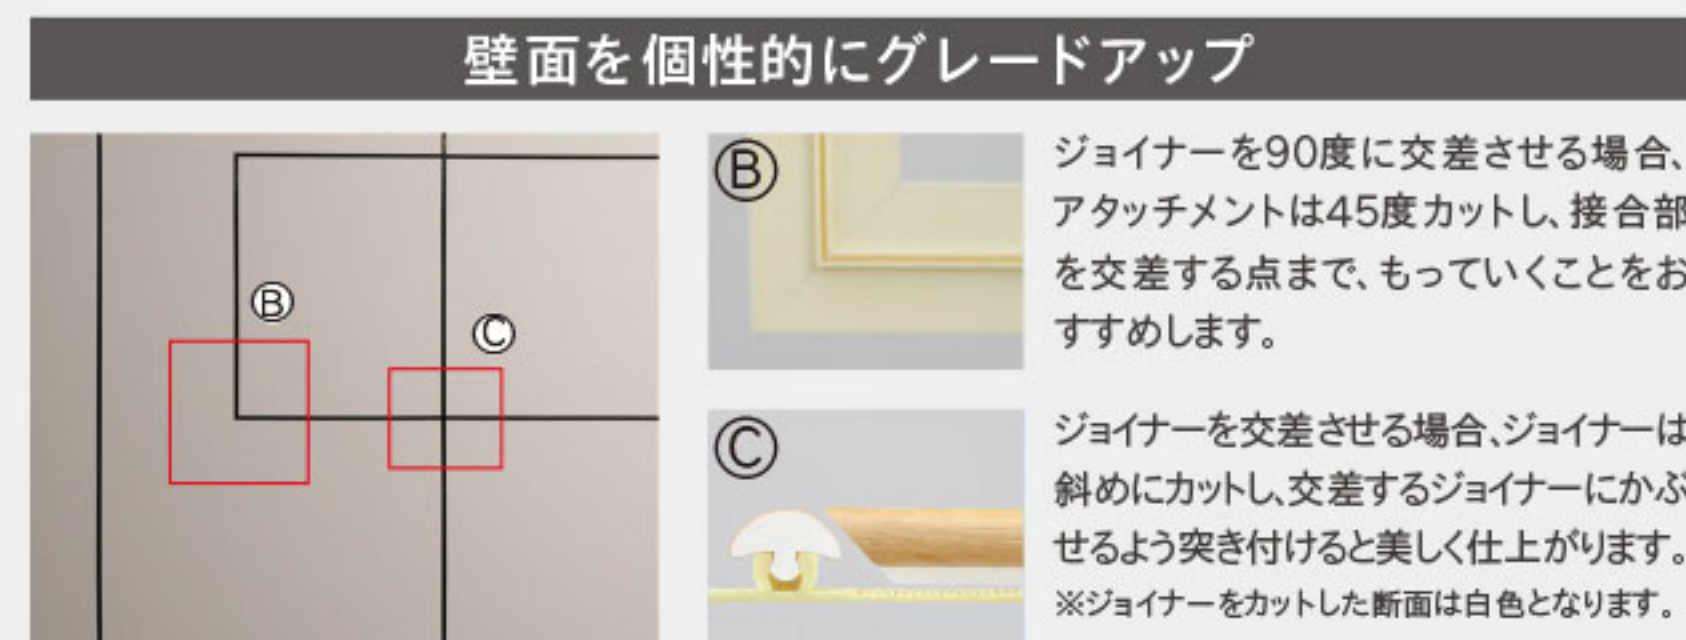 壁面を個性的にグレードアップ
Ⓑ
Ⓒ
Ⓑ
ジョイナーを90度に交差させる場合、
アタッチメントは45度カットし、接合部
を交差する点まで、もっていくことをお
すすめします。
Ⓒ
ジョイナーを交差させる場合、ジョイナーは
斜めにカットし、交差するジョイナーにかぶ
せるよう突き付けると美しく仕上がります。
※ジョイナーをカットした断面は白色となります。